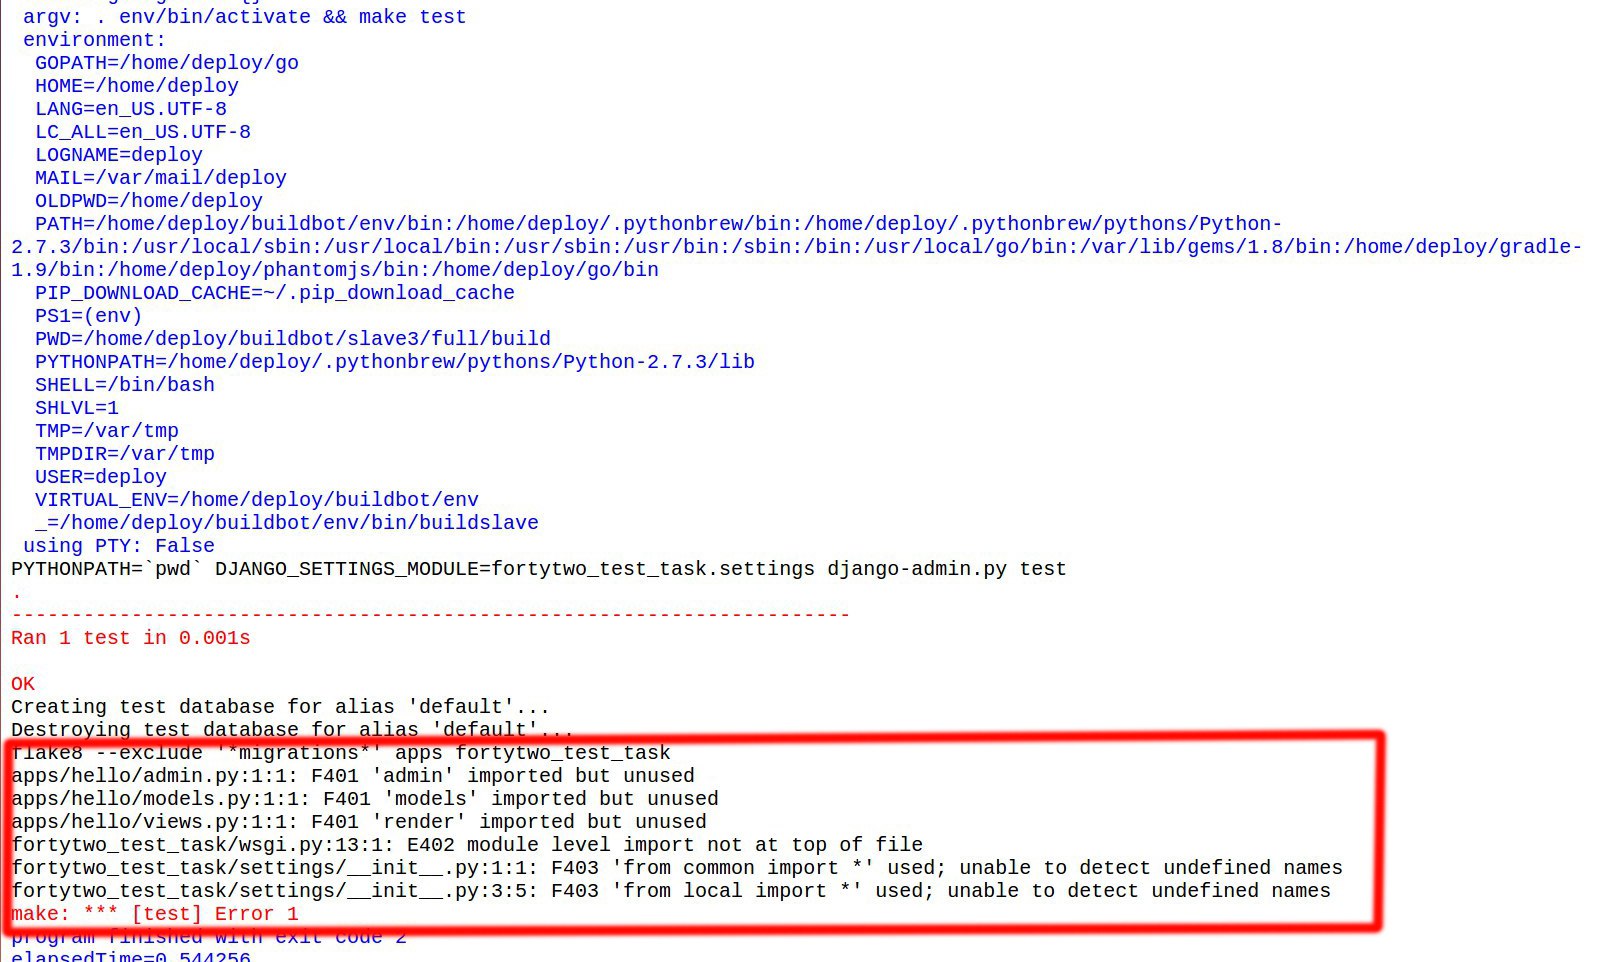 argv: . env/bin/activate && make test
environment:
GOPATH=/home/deploy/go
HOME=/home/deploy
LANG=en_US.UTF-8
LC_ALL=en_US.UTF-8
LOGNAME=deploy
MAIL=/var/mail/deploy
OLDPWD=/home/deploy
PATH=/home/deploy/buildbot/env/bin:/home/deploy/.pythonbrew/bin:/home/deploy/.pythonbrew/pythons/Python-
2.7.3/bin:/usr/local/sbin:/usr/local/bin:/usr/sbin:/usr/bin:/sbin:/bin:/usr/local/go/bin:/var/lib/gems/1.8/bin:/home/deploy/gradle-
1.9/bin:/home/deploy/phantomjs/bin:/home/deploy/go/bin
PIP_DOWNLOAD_CACHE=~/.pip_download_cache
PS1=(env)
PWD=/home/deploy/buildbot/slave3/full/build
PYTHONPATH=/home/deploy/.pythonbrew/pythons/Python-2.7.3/lib
SHELL=/bin/bash
SHLVL=1
TMP=/var/tmp
TMPDIR=/var/tmp
USER=deploy
VIRTUAL_ENV=/home/deploy/buildbot/env
_=/home/deploy/buildbot/env/bin/buildslave
using PTY: False
PYTHONPATH=`pwd` DJANGO_SETTINGS_MODULE=fortytwo_test_task.settings django-admin.py test
.
----------------------------------------------------------------------
Ran 1 test in 0.001s
OK
Creating test database for alias 'default'...
Destroying test database for alias 'default'...
flake8 --exclude '*migrations*' apps fortytwo_test_task
apps/hello/admin.py:1:1: F401 'admin' imported but unused
apps/hello/models.py:1:1: F401 'models' imported but unused
apps/hello/views.py:1:1: F401 'render' imported but unused
fortytwo_test_task/wsgi.py:13:1: E402 module level import not at top of file
fortytwo_test_task/settings/__init__.py:1:1: F403 'from common import *' used; unable to detect undefined names
fortytwo_test_task/settings/__init__.py:3:5: F403 'from local import *' used; unable to detect undefined names
make: *** [test] Error 1
program finished with exit code 2
elapsedTime=0.544256